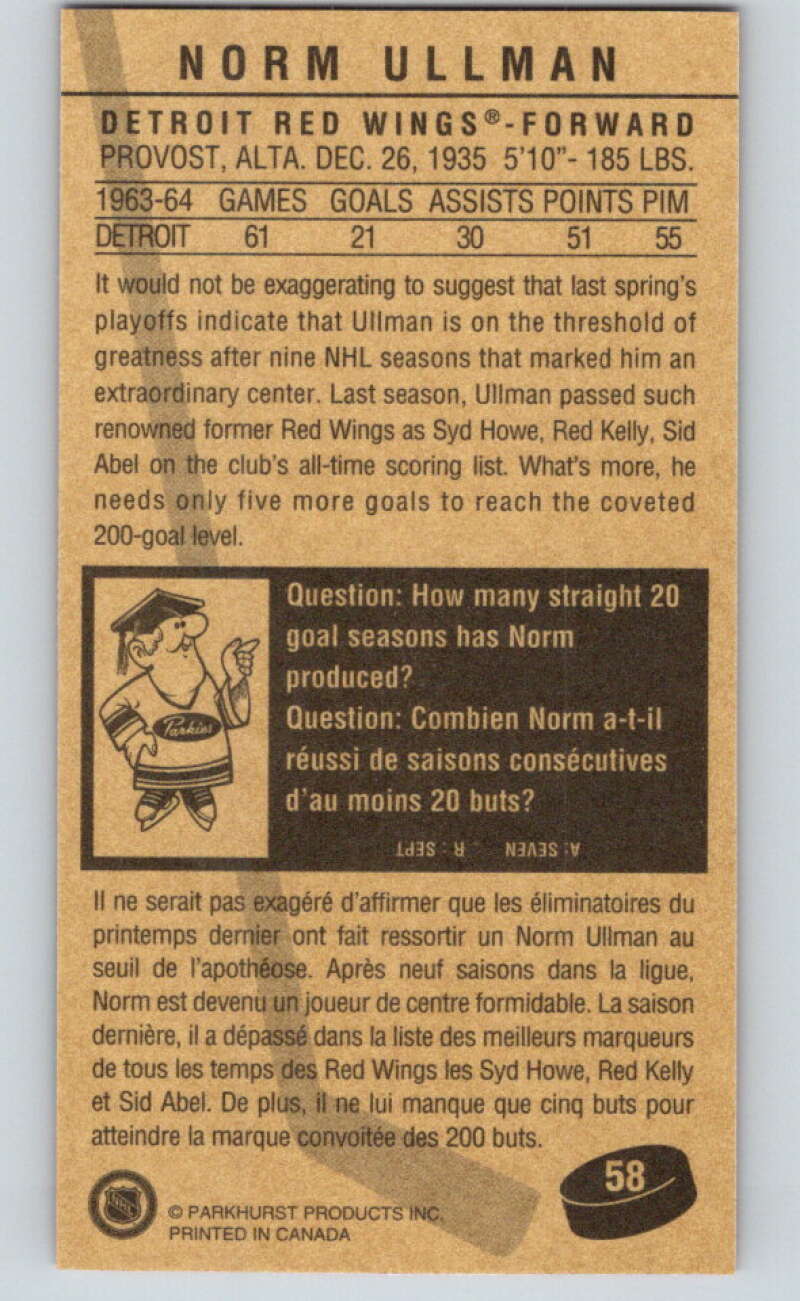 NORM ULLMAN
DETROIT RED WINGS®-FORWARD
PROVOST, ALTA. DEC. 26, 1935 5'10"- 185 LBS.
1963-64 GAMES GOALS ASSISTS POINTS PIM
DETROIT 61 21 30 51 55
It would not be exaggerating to suggest that last spring's
playoffs indicate that Ullman is on the threshold of
greatness after nine NHL seasons that marked him an
extraordinary center. Last season, Ullman passed such
renowned former Red Wings as Syd Howe, Red Kelly, Sid
Abel on the club's all-time scoring list. What's more, he
needs only five more goals to reach the coveted
200-goal level.
Parkies
Question: How many straight 20
goal seasons has Norm
produced?
Question: Combien Norm a-t-il
réussi de saisons consécutives
d'au moins 20 buts?
A: SEVEN R : SEPT
Il ne serait pas exagéré d'affirmer que les éliminatoires du
printemps dernier ont fait ressortir un Norm Ullman au
seuil de l'apothéose. Après neuf saisons dans la ligue,
Norm est devenu un joueur de centre formidable. La saison
dernière, il a dépassé dans la liste des meilleurs marqueurs
de tous les temps des Red Wings les Syd Howe, Red Kelly
et Sid Abel. De plus, il ne lui manque que cinq buts pour
atteindre la marque convoitée des 200 buts.
58
NHL
© PARKHURST PRODUCTS INC.
PRINTED IN CANADA